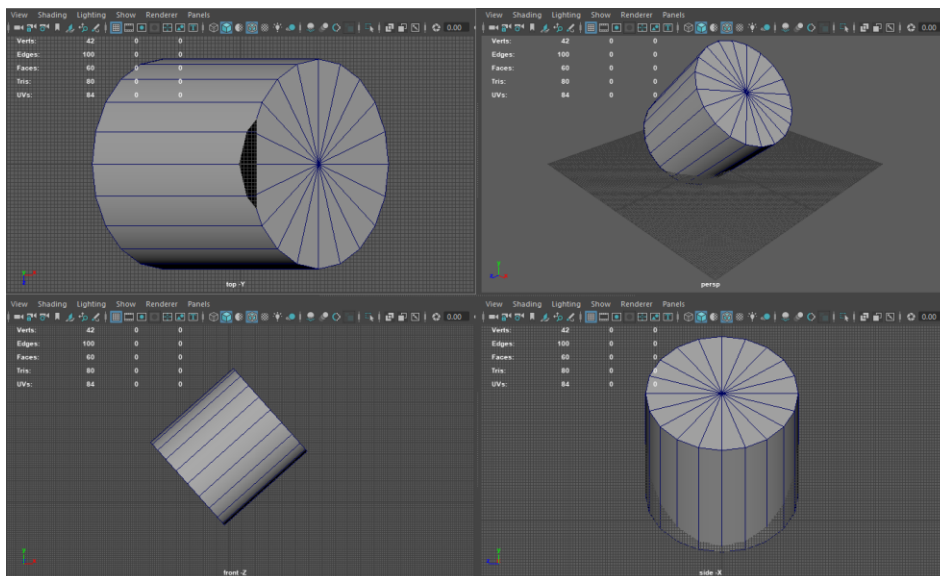 View Shading Lighting Show Renderer Panels
0.00
Verts: 42 0 0
Edges: 100 0 0
Faces: 60 0 0
Tris: 80 0 0
UVs: 84 0 0
top -Y
View Shading Lighting Show Renderer Panels
0.00
Verts: 42 0 0
Edges: 100 0 0
Faces: 60 0 0
Tris: 80 0 0
UVs: 84 0 0
persp
View Shading Lighting Show Renderer Panels
0.00
Verts: 42 0 0
Edges: 100 0 0
Faces: 60 0 0
Tris: 80 0 0
UVs: 84 0 0
front -Z
View Shading Lighting Show Renderer Panels
0.00
Verts: 42 0 0
Edges: 100 0 0
Faces: 60 0 0
Tris: 80 0 0
UVs: 84 0 0
side -X